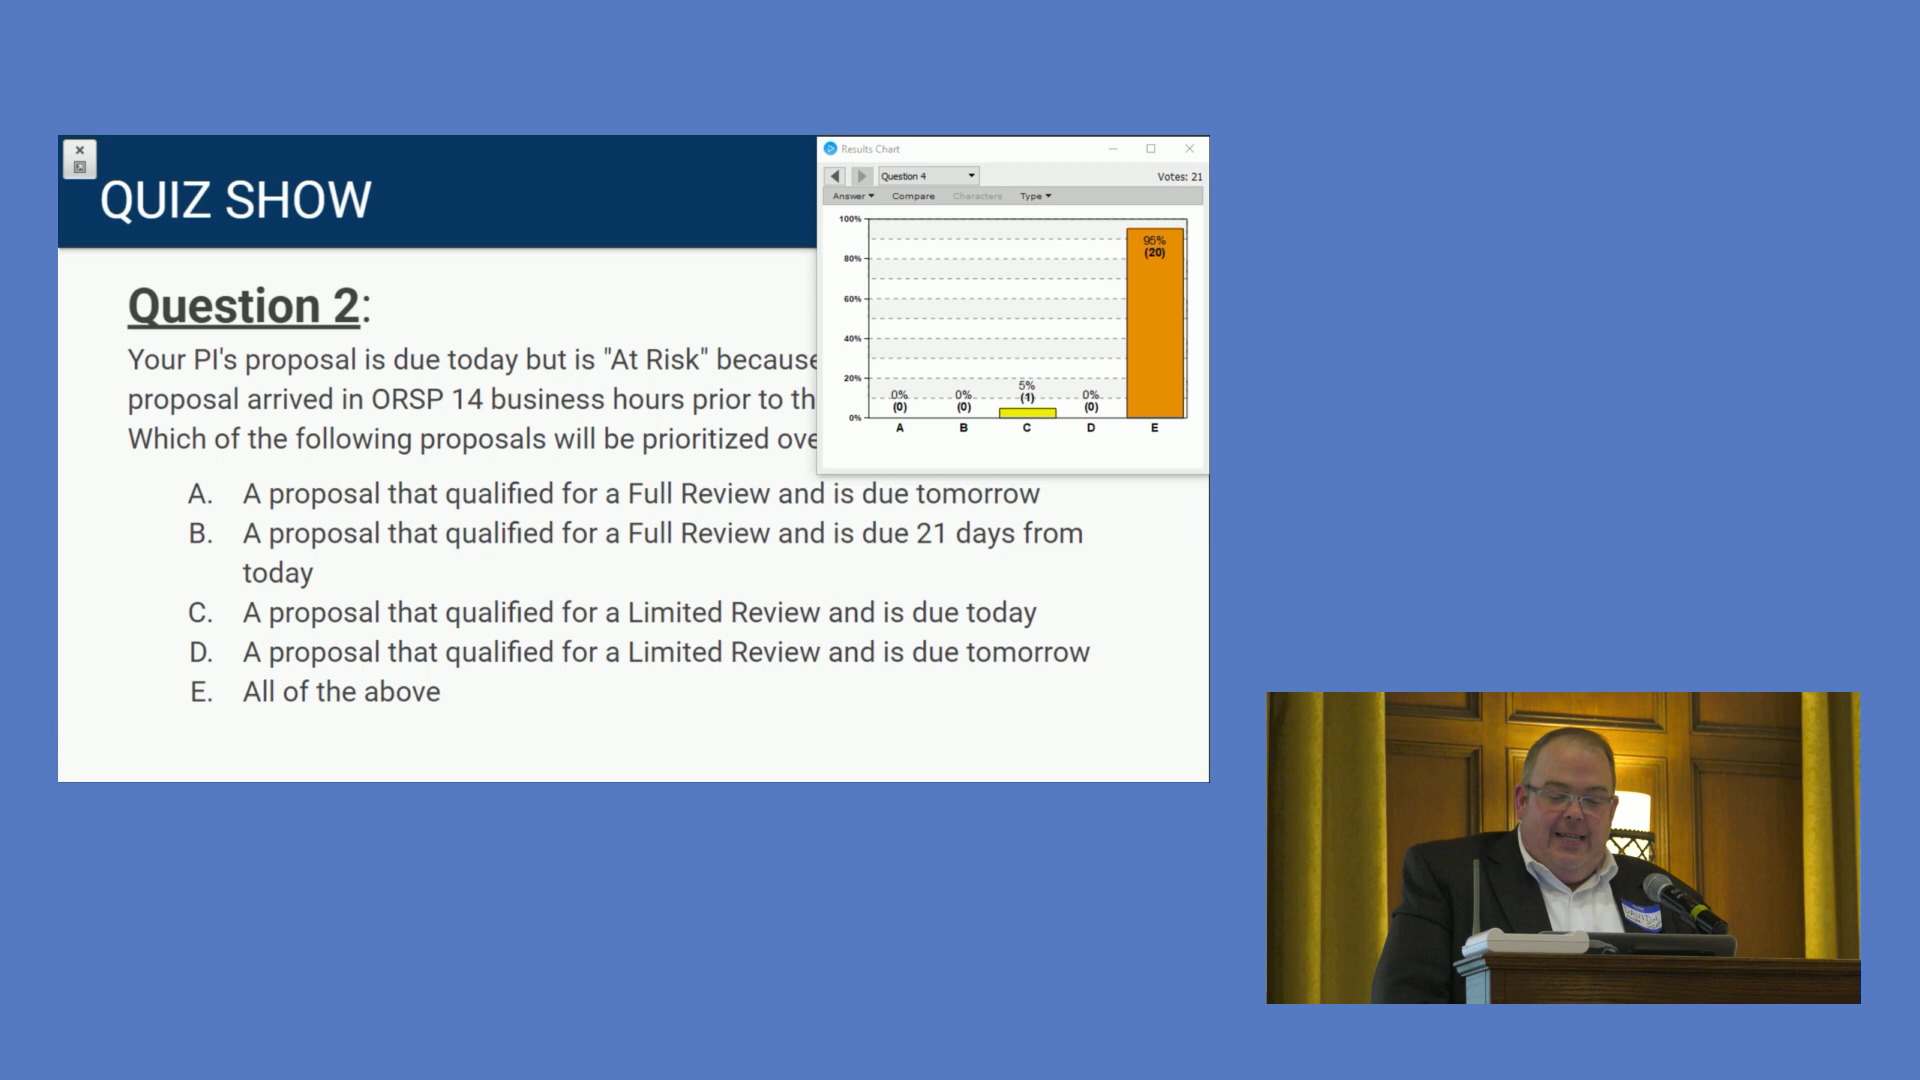 QUIZ SHOW
Question 2:
Your PI's proposal is due today but is "At Risk" because
proposal arrived in ORSP 14 business hours prior to th
Which of the following proposals will be prioritized ove
A. A proposal that qualified for a Full Review and is due tomorrow
B. A proposal that qualified for a Full Review and is due 21 days from
today
C. A proposal that qualified for a Limited Review and is due today
D. A proposal that qualified for a Limited Review and is due tomorrow
E. All of the above
Results Chart
Question 4
Votes: 21
Answer Compare Characters Type
100%
80%
60%
40%
20%
0%
0%
(0)
0%
(0)
5%
(1)
0%
(0)
95%
(20)
A B C D E